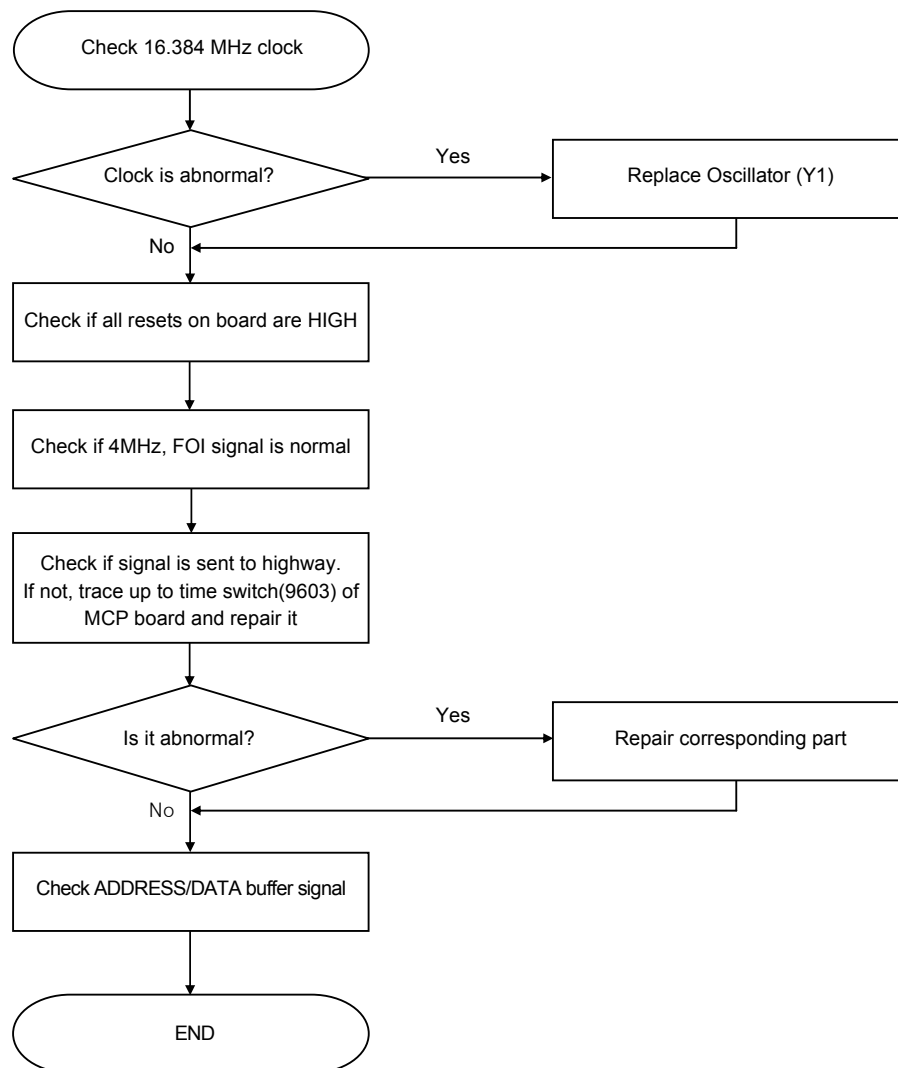 Check 16.384 MHz clock
Clock is abnormal?
Yes
Replace Oscillator (Y1)
No
Check if all resets on board are HIGH
Check if 4MHz, FOI signal is normal
Check if signal is sent to highway.
If not, trace up to time switch(9603) of
MCP board and repair it
Is it abnormal?
Yes
Repair corresponding part
No
Check ADDRESS/DATA buffer signal
END